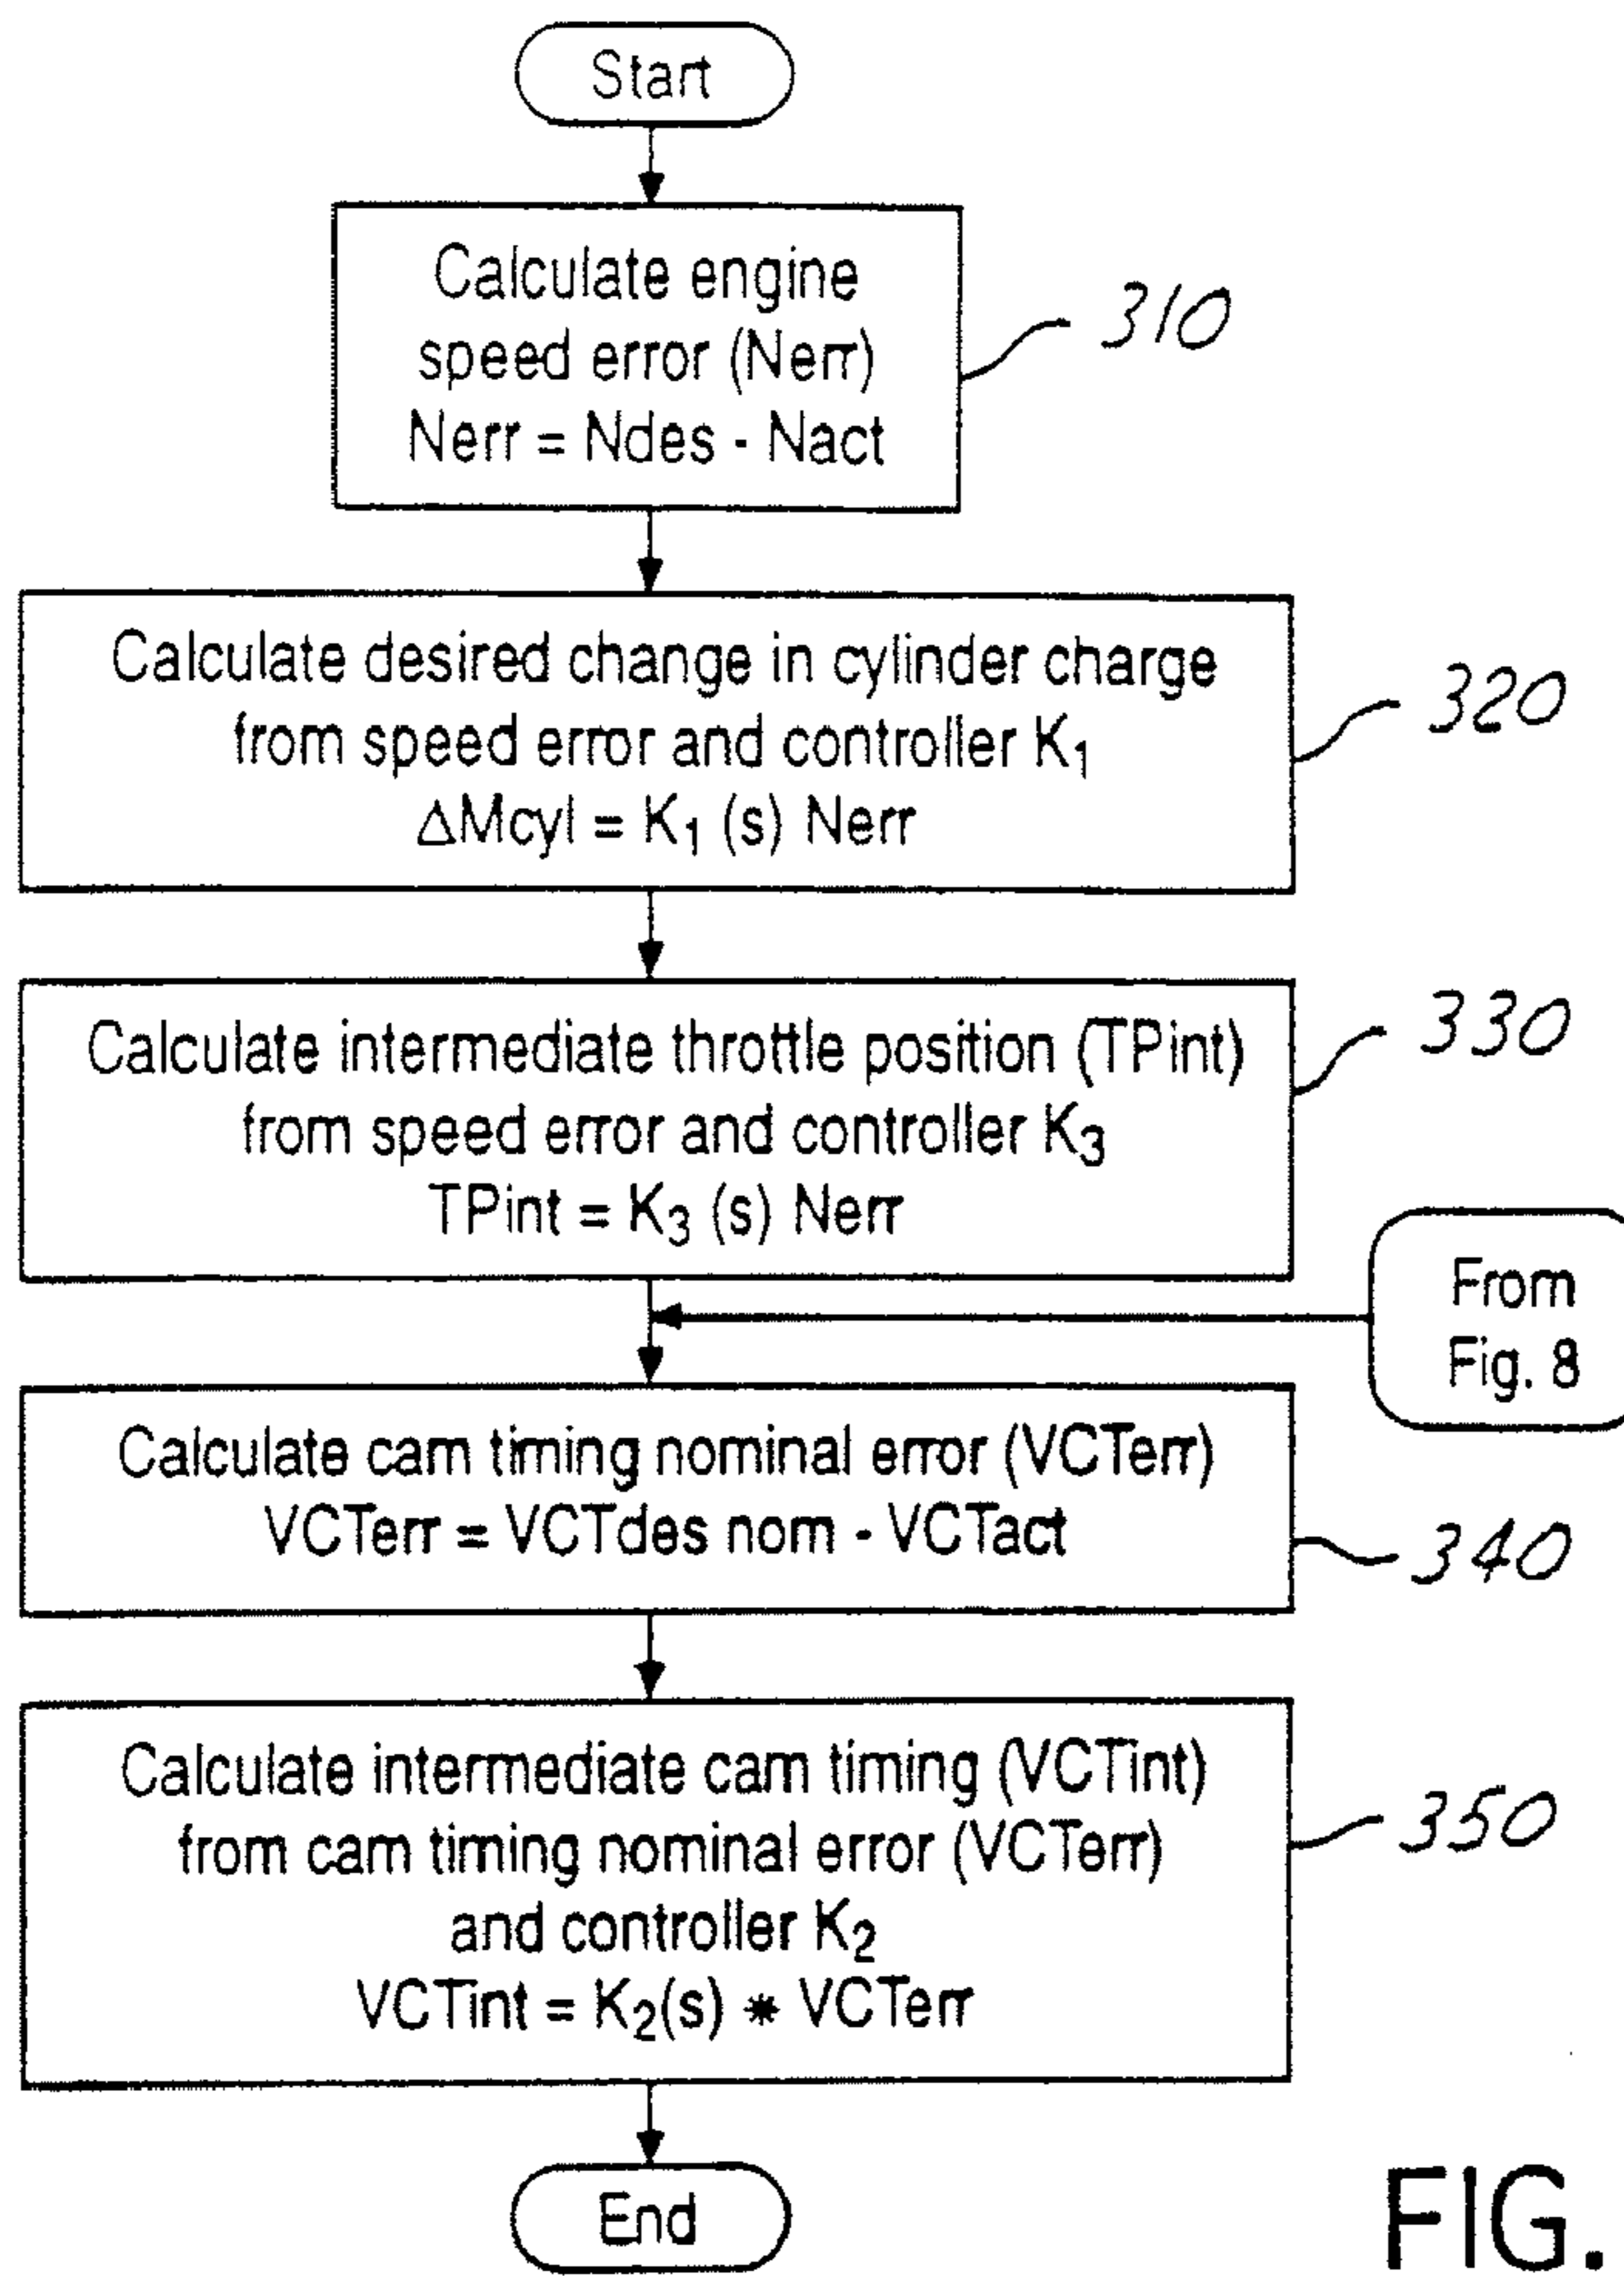 Start
Calculate engine
speed error (Nerr)
Nerr = Ndes - Nact
310
Calculate desired change in cylinder charge
from speed error and controller K₁
ΔMcyl = K₁ (s) Nerr
320
Calculate intermediate throttle position (TPint)
from speed error and controller K₃
TPint = K₃ (s) Nerr
330
From
Fig. 8
Calculate cam timing nominal error (VCTerr)
VCTerr = VCTdes nom - VCTact
340
Calculate intermediate cam timing (VCTint)
from cam timing nominal error (VCTerr)
and controller K₂
VCTint = K₂(s) * VCTerr
350
End
FIG.